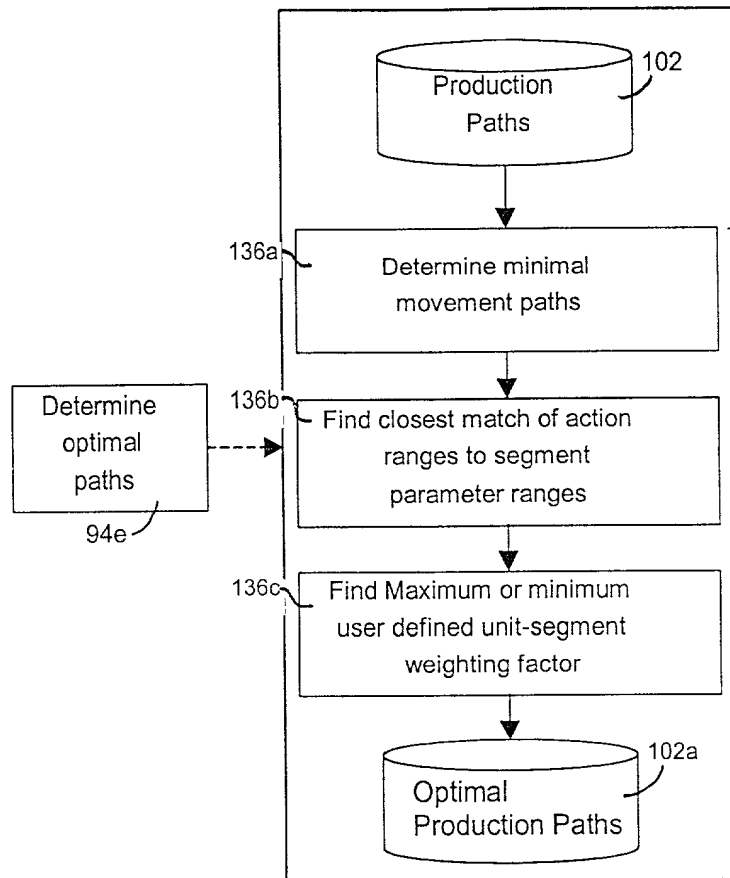 Production
Paths
102
136a
Determine minimal
movement paths
Determine
optimal
paths
94e
136b
Find closest match of action
ranges to segment
parameter ranges
136c
Find Maximum or minimum
user defined unit-segment
weighting factor
102a
Optimal
Production Paths